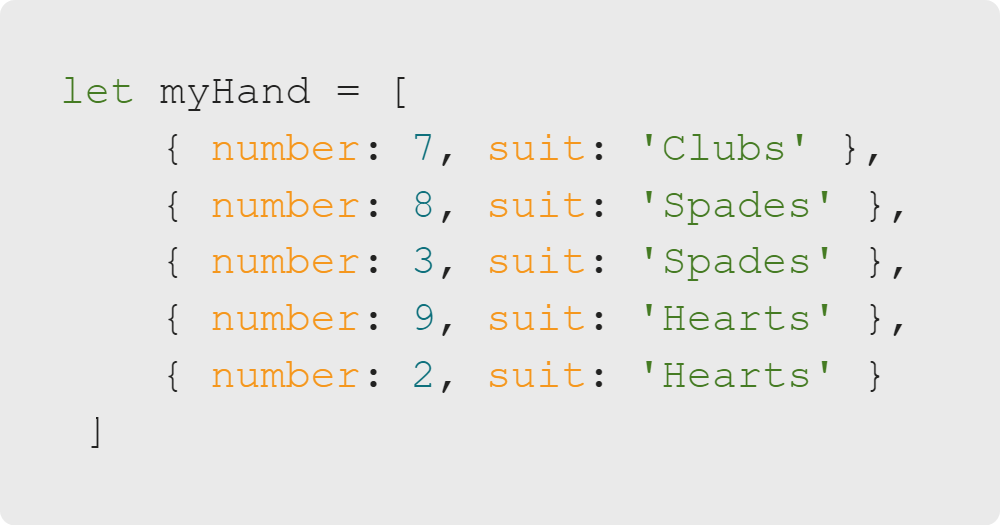 let myHand = [
    { number: 7, suit: 'Clubs' },
    { number: 8, suit: 'Spades' },
    { number: 3, suit: 'Spades' },
    { number: 9, suit: 'Hearts' },
    { number: 2, suit: 'Hearts' }
 ]